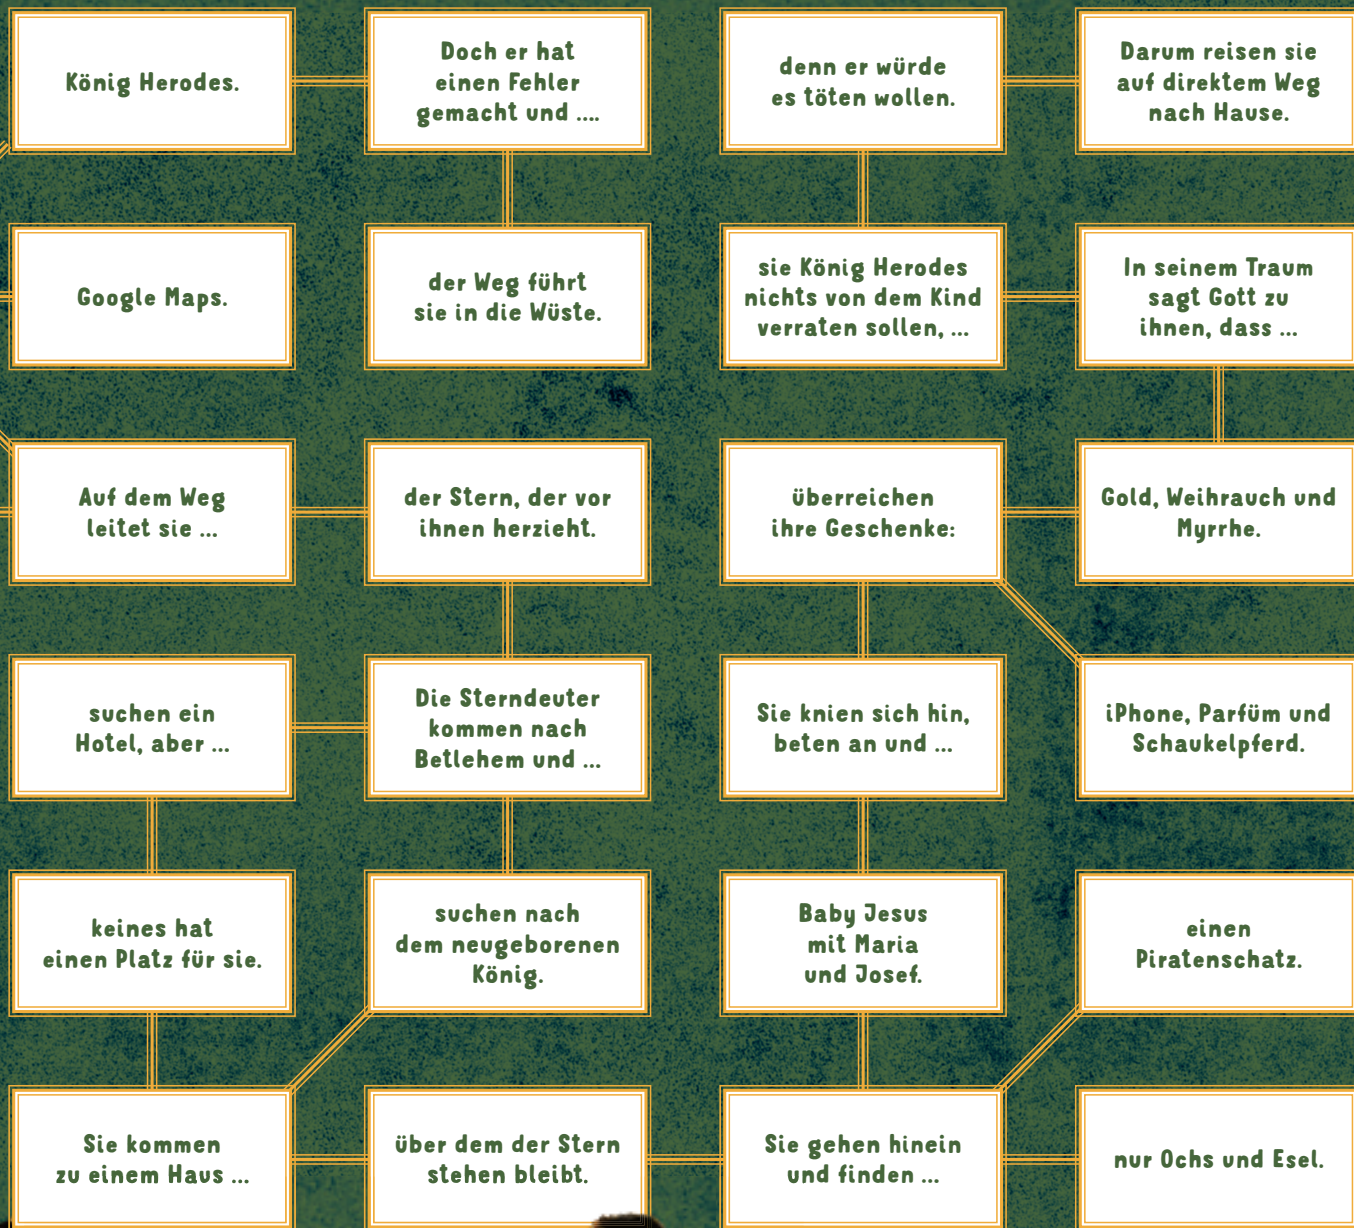 König Herodes.
Doch er hat
einen Fehler
gemacht und ....
denn er würde
es töten wollen.
Darum reisen sie
auf direktem Weg
nach Hause.
Google Maps.
der Weg führt
sie in die Wüste.
sie König Herodes
nichts von dem Kind
verraten sollen, ...
In seinem Traum
sagt Gott zu
ihnen, dass ...
Auf dem Weg
leitet sie ...
der Stern, der vor
ihnen herzieht.
überreichen
ihre Geschenke:
Gold, Weihrauch und
Myrrhe.
suchen ein
Hotel, aber ...
Die Sterndeuter
kommen nach
Betlehem und ...
Sie knien sich hin,
beten an und ...
iPhone, Parfüm und
Schaukelpferd.
keines hat
einen Platz für sie.
suchen nach
dem neugeborenen
König.
Baby Jesus
mit Maria
und Josef.
einen
Piratenschatz.
Sie kommen
zu einem Haus ...
über dem der Stern
stehen bleibt.
Sie gehen hinein
und finden ...
nur Ochs und Esel.